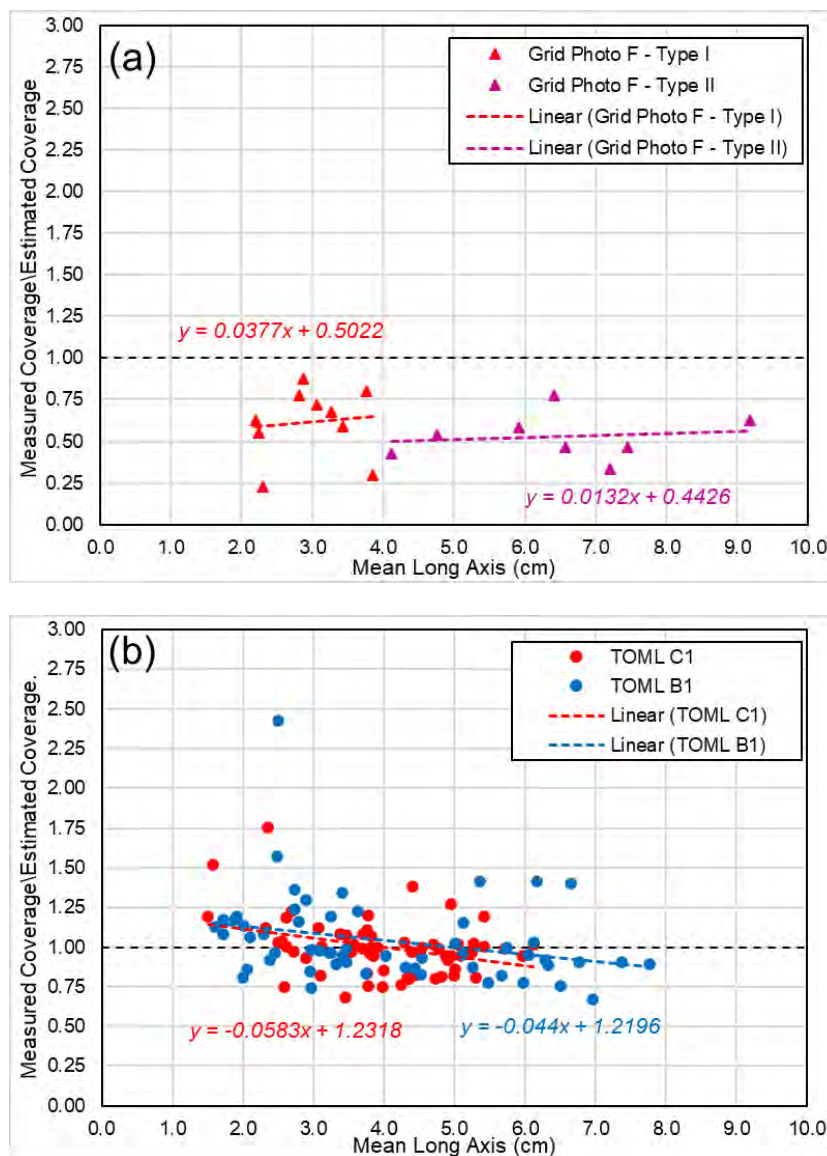 (a)
Grid Photo F - Type I
Grid Photo F - Type II
Linear (Grid Photo F - Type I)
Linear (Grid Photo F - Type II)
3.00
2.75
2.50
2.25
2.00
1.75
1.50
1.25
1.00
0.75
0.50
0.25
0.00
Measured Coverage\Estimated Coverage
y = 0.0377x + 0.5022
y = 0.0132x + 0.4426
0.0 1.0 2.0 3.0 4.0 5.0 6.0 7.0 8.0 9.0 10.0
Mean Long Axis (cm)
(b)
TOML C1
TOML B1
Linear (TOML C1)
Linear (TOML B1)
3.00
2.75
2.50
2.25
2.00
1.75
1.50
1.25
1.00
0.75
0.50
0.25
0.00
Measured Coverage\Estimated Coverage.
y = -0.0583x + 1.2318
y = -0.044x + 1.2196
0.0 1.0 2.0 3.0 4.0 5.0 6.0 7.0 8.0 9.0 10.0
Mean Long Axis (cm)